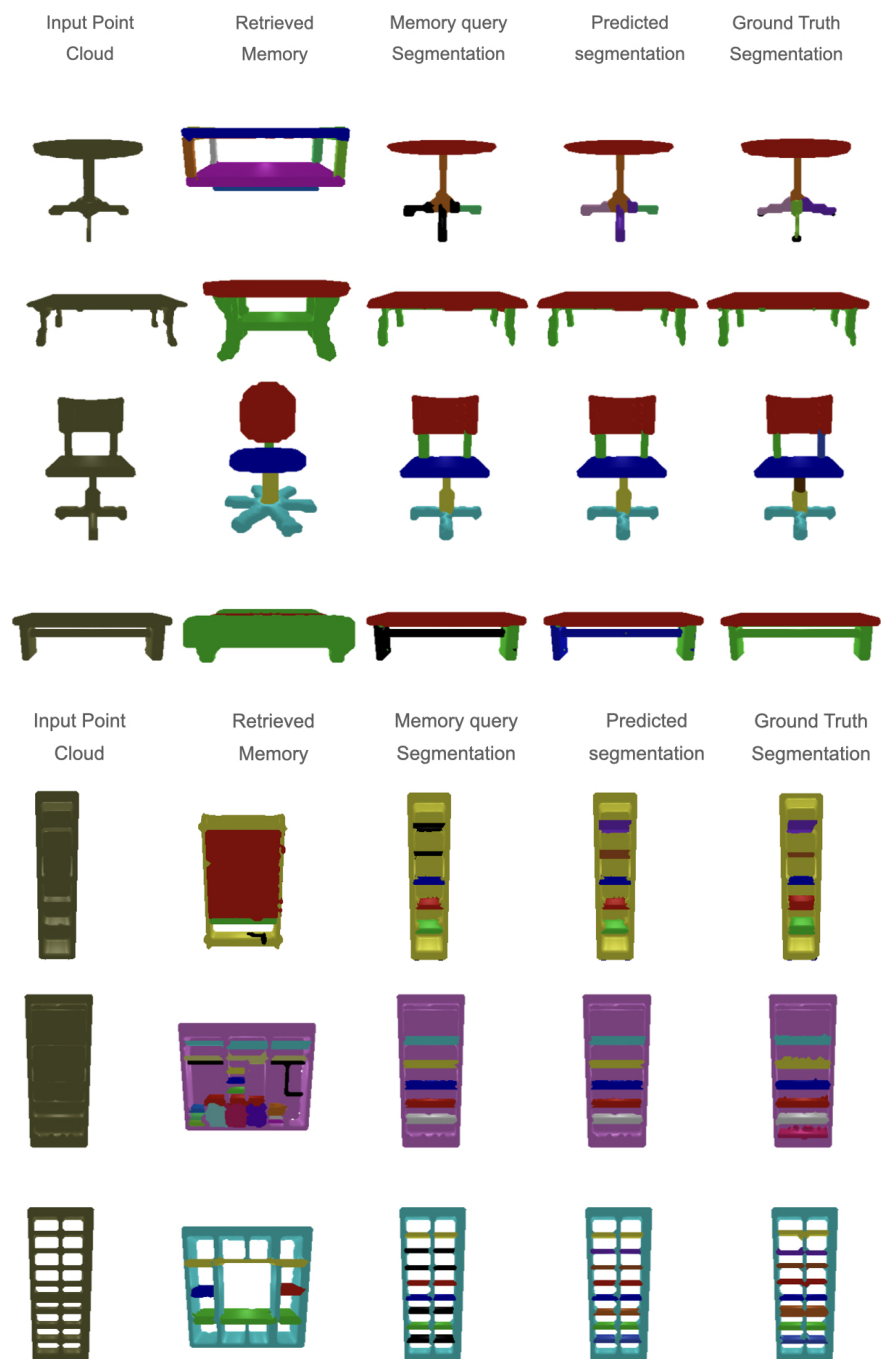 Input Point Retrieved Memory query Predicted Ground Truth
Cloud Memory Segmentation segmentation Segmentation
Input Point Retrieved Memory query Predicted Ground Truth
Cloud Memory Segmentation segmentation Segmentation